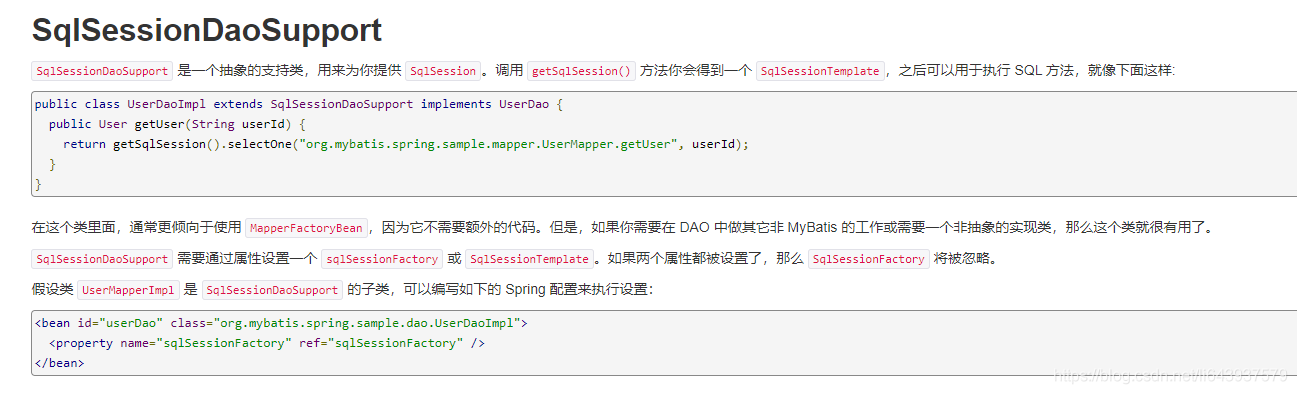 SqlSessionDaoSupport
SqlSessionDaoSupport 是一个抽象的支持类，用来为你提供 SqlSession。调用 getSqlSession() 方法你会得到一个 SqlSessionTemplate，之后可以用于执行 SQL 方法，就像下面这样:
public class UserDaoImpl extends SqlSessionDaoSupport implements UserDao {
  public User getUser(String userId) {
    return getSqlSession().selectOne("org.mybatis.spring.sample.mapper.UserMapper.getUser", userId);
  }
}
在这个类里面，通常更倾向于使用 MapperFactoryBean，因为它不需要额外的代码。但是，如果你需要在 DAO 中做其它非 MyBatis 的工作或需要一个非抽象的实现类，那么这个类就很有用了。
SqlSessionDaoSupport 需要通过属性设置一个 sqlSessionFactory 或 SqlSessionTemplate。如果两个属性都被设置了，那么 SqlSessionFactory 将被忽略。
假设类 UserMapperImpl 是 SqlSessionDaoSupport 的子类，可以编写如下的 Spring 配置来执行设置：
<bean id="userDao" class="org.mybatis.spring.sample.dao.UserDaoImpl">
  <property name="sqlSessionFactory" ref="sqlSessionFactory" />
</bean>
https://blog.csdn.net/li643937579